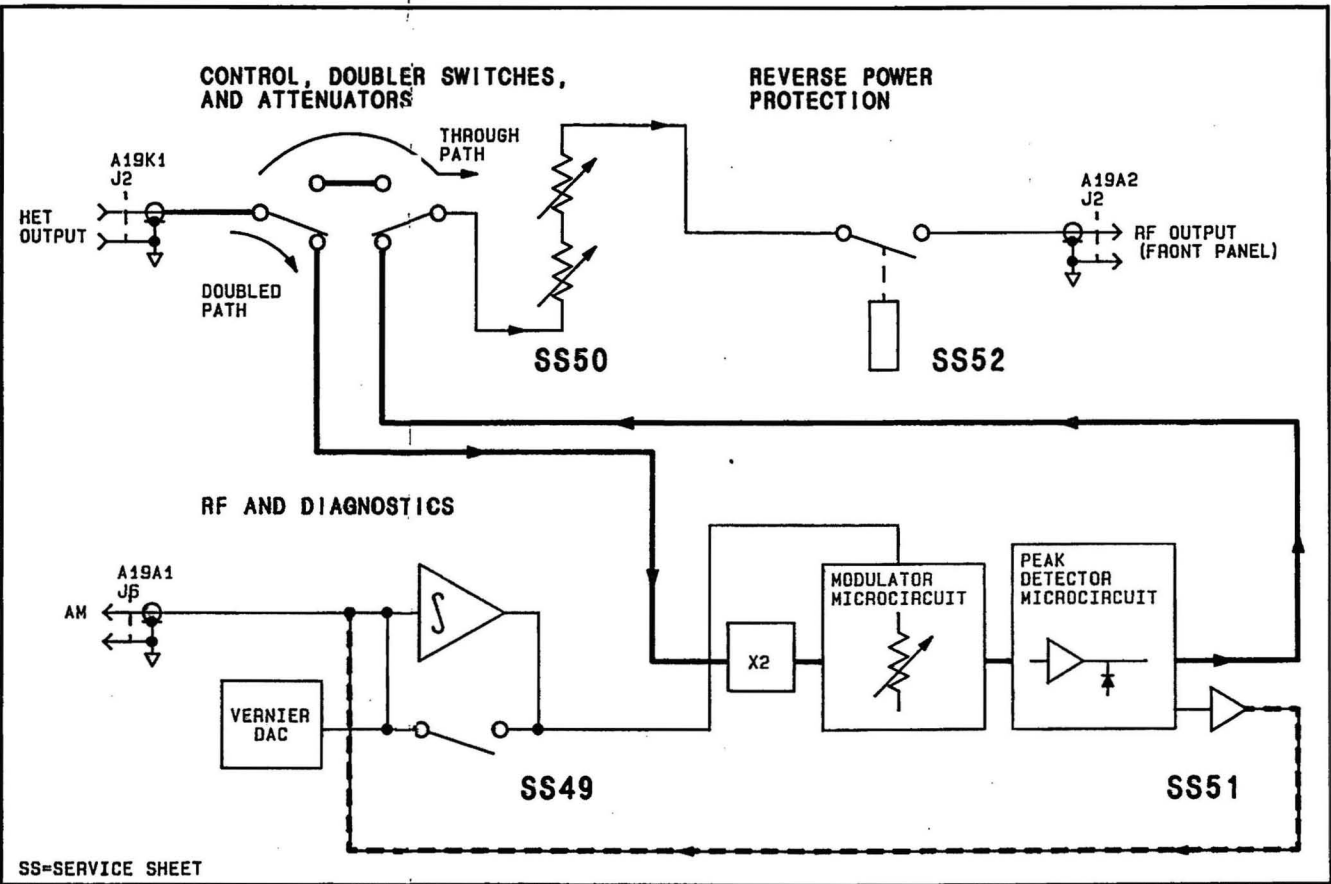 CONTROL, DOUBLER SWITCHES,
AND ATTENUATORS
REVERSE POWER
PROTECTION
THROUGH
PATH
A19K1
J2
HET
OUTPUT
DOUBLED
PATH
A19A2
J2
RF OUTPUT
(FRONT PANEL)
SS50
SS52
RF AND DIAGNOSTICS
A19A1
J6
AM
VERNIER
DAC
∫
X2
MODULATOR
MICROCIRCUIT
PEAK
DETECTOR
MICROCIRCUIT
SS49
SS51
SS=SERVICE SHEET